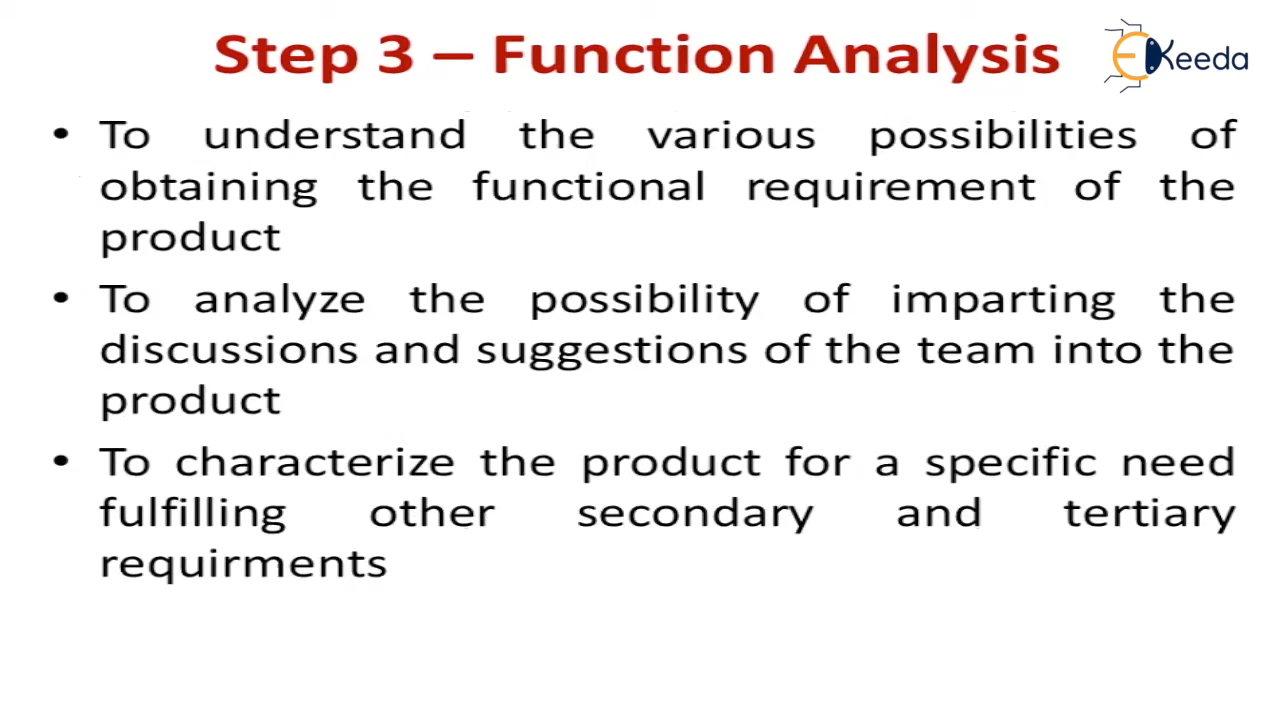 Step 3 – Function Analysis
EKeeda
• To understand the various possibilities of
obtaining the functional requirement of the
product
• To analyze the possibility of imparting the
discussions and suggestions of the team into the
product
• To characterize the product for a specific need
fulfilling other secondary and tertiary
requirments